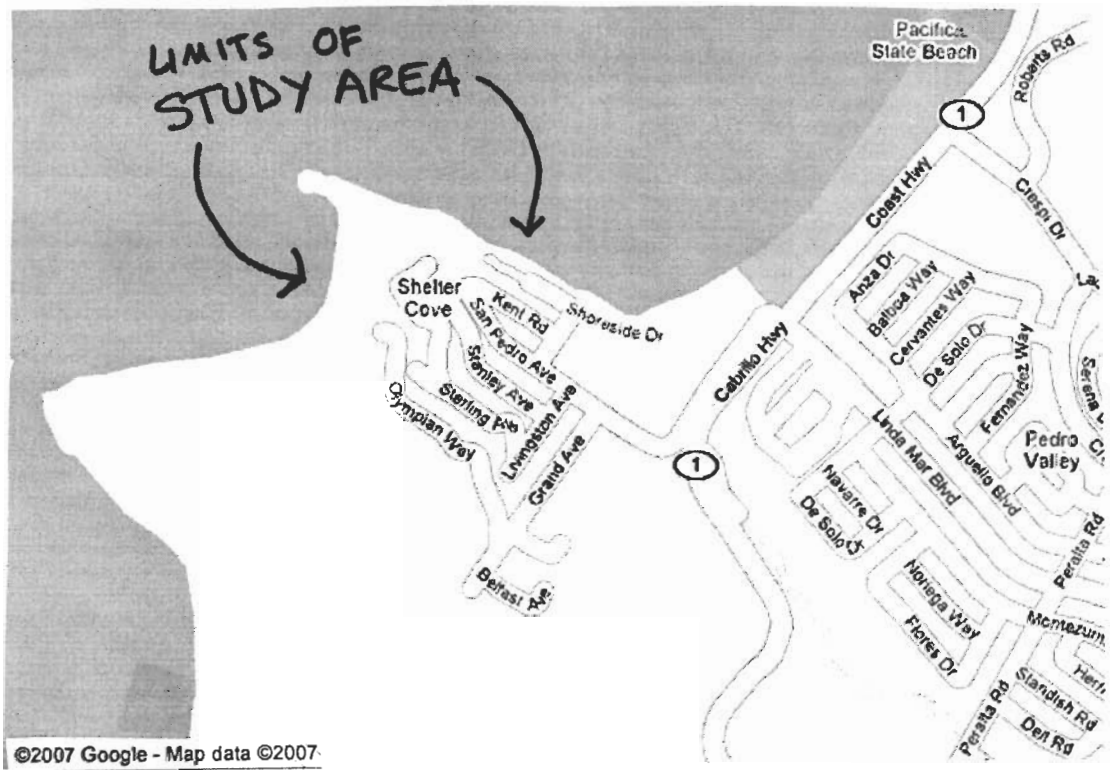 LIMITS OF
STUDY AREA
Pacifica
State Beach
Roberts Rd
1
Coast Hwy
Crespi Dr
Anza Dr
Balboa Way
Cervantes Way
De Solo Dr
Fernandez Way
Serena
Shelter
Cove
Kent Rd
Shoreside Dr
San Pedro Ave
Stanley Ave
Sterling Ave
Olympian Way
Livingston Ave
Grand Ave
Cabrillo Hwy
1
Linda Mar Blvd
Arguello Blvd
Pedro
Valley
Navarre Dr
De Solo Dr
Peralta Rd
Belfast Ave
Noriega Way
Flores Dr
Montezum
Peralta Rd
Standish Rd
Dell Rd
©2007 Google - Map data ©2007